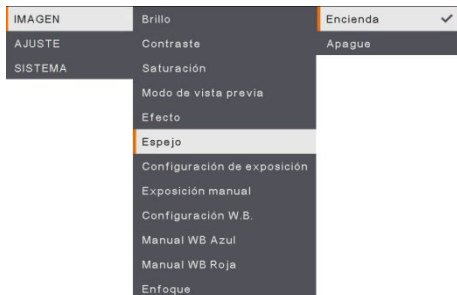 IMAGEN
AJUSTE
SISTEMA
Brillo
Contraste
Saturación
Modo de vista previa
Efecto
Espejo
Configuración de exposición
Exposición manual
Configuración W.B.
Manual WB Azul
Manual WB Roja
Enfoque
Encienda
Apague